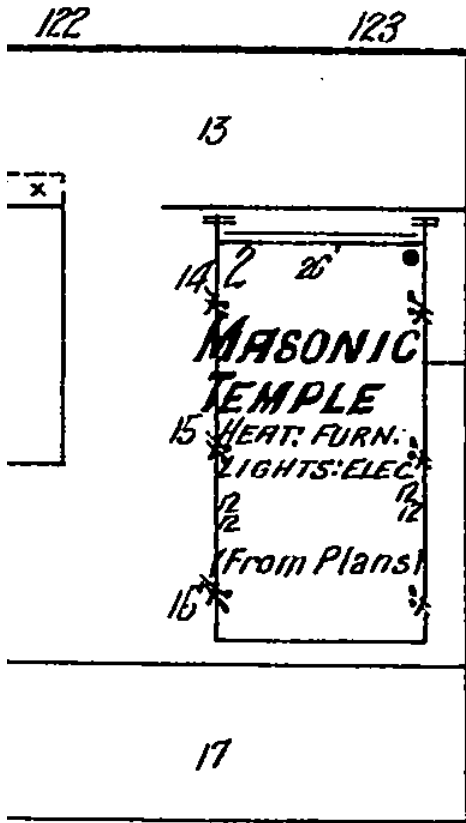 122 123
13
x
14 2 26'
MASONIC
TEMPLE
15 HEAT: FURN.
LIGHTS: ELEC
12 12
12 12
(From Plans)
16
17